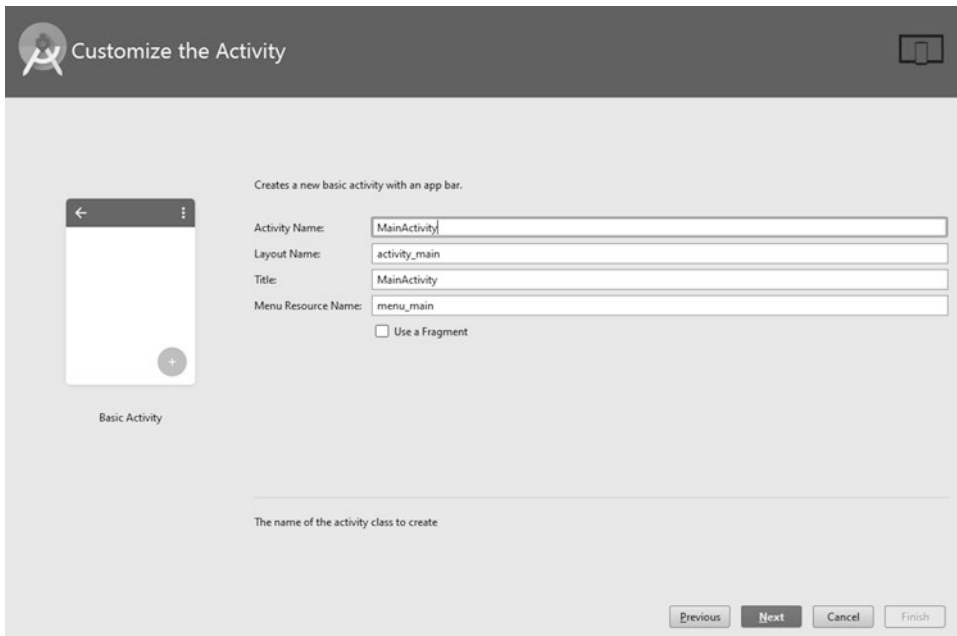 Customize the Activity
Creates a new basic activity with an app bar.
Activity Name: MainActivity
Layout Name: activity_main
Title: MainActivity
Menu Resource Name: menu_main
Use a Fragment
Basic Activity
The name of the activity class to create
Previous Next Cancel Finish